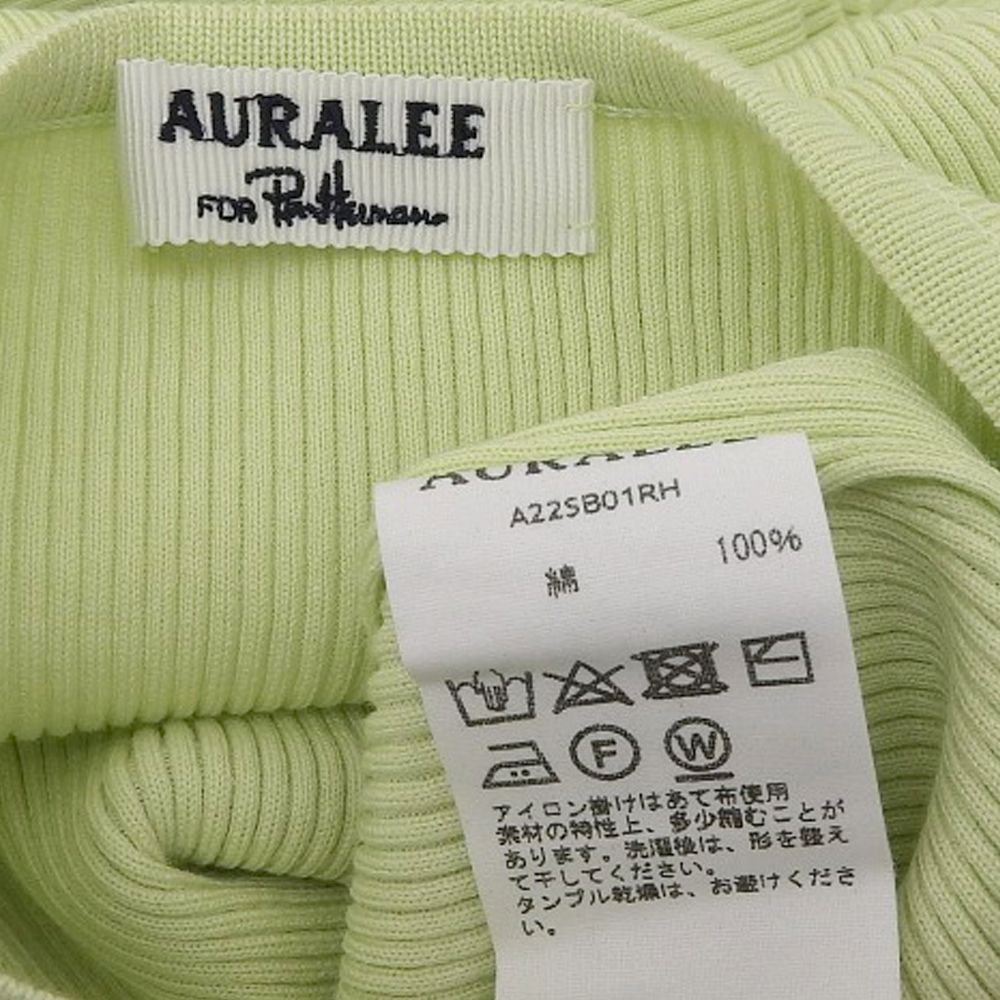 AURALEE
FOR Ron Herman
AURALEE
A22SB01RH
綿 100%
F W
アイロン掛けはあて布使用
素材の特性上、多少縮むことが
あります。洗濯後は、形を整え
て干してください。
タンブル乾燥は、お避けくださ
い。